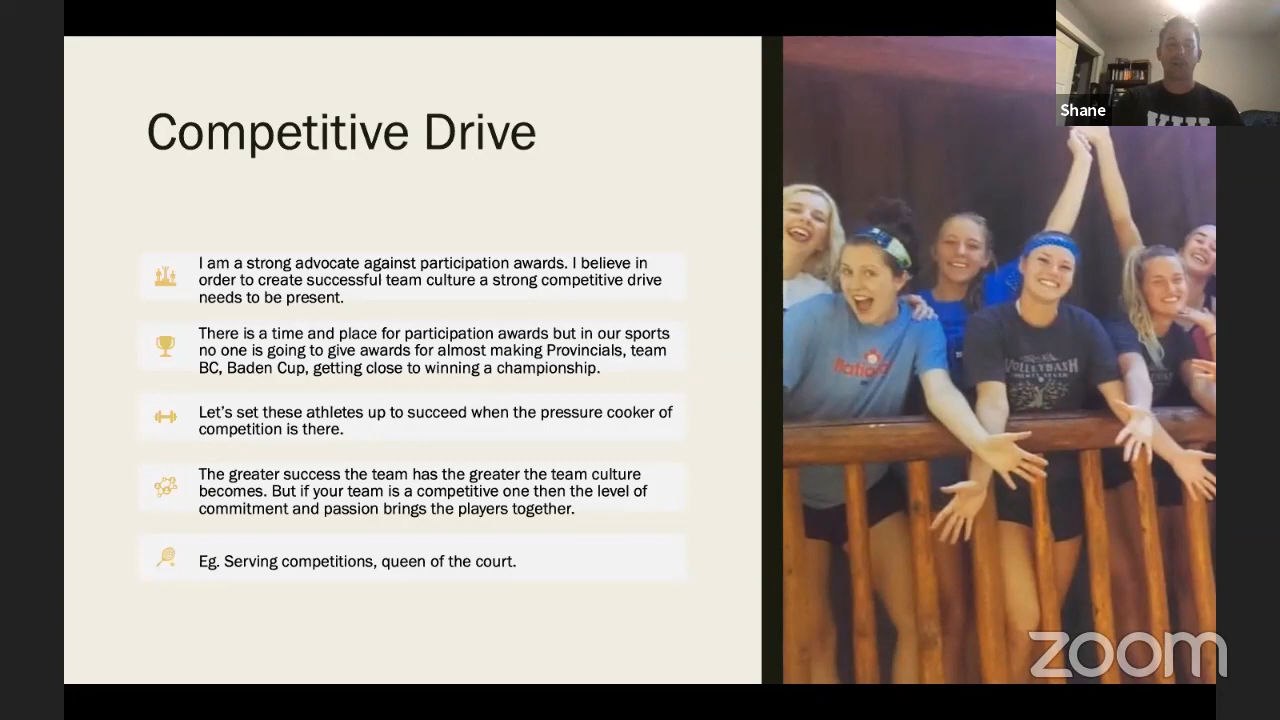 Shane
Competitive Drive
I am a strong advocate against participation awards. I believe in
order to create successful team culture a strong competitive drive
needs to be present.
There is a time and place for participation awards but in our sports
no one is going to give awards for almost making Provincials, team
BC, Baden Cup, getting close to winning a championship.
Let's set these athletes up to succeed when the pressure cooker of
competition is there.
The greater success the team has the greater the team culture
becomes. But if your team is a competitive one then the level of
commitment and passion brings the players together.
Eg. Serving competitions, queen of the court.
VOLLEYBASH
zoom